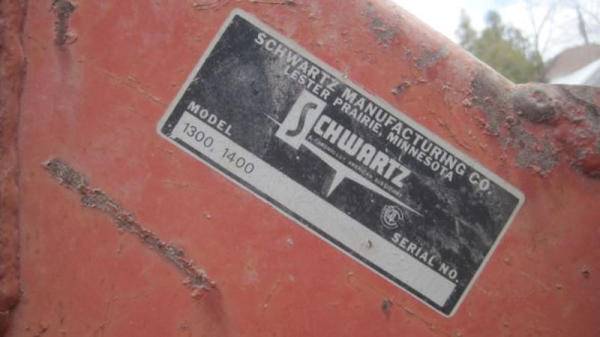 SCHWARTZ MANUFACTURING CO.
LESTER PRAIRIE, MINNESOTA
SCHWARTZ
MODEL
1300, 1400
SERIAL NO.